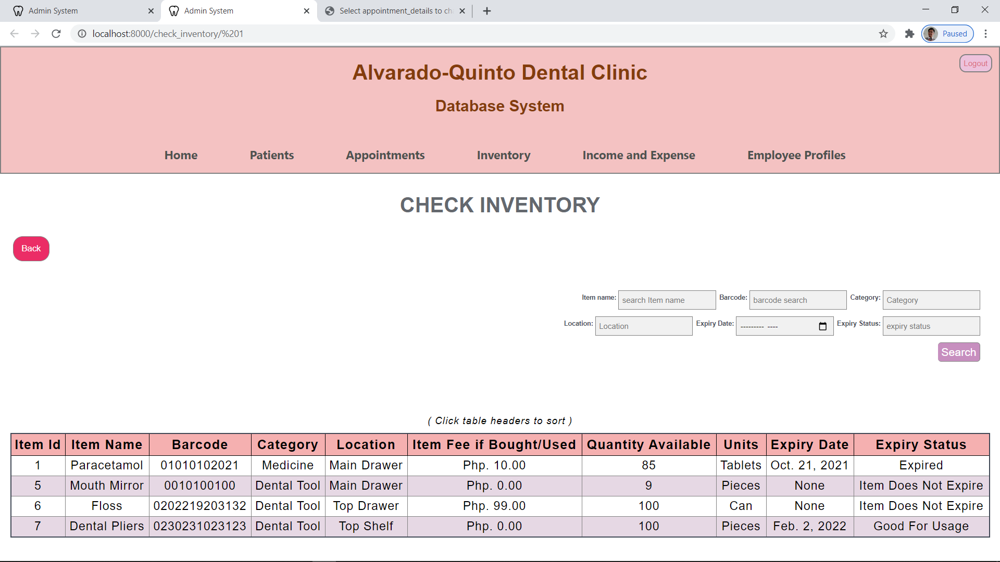 Admin System
Admin System
Select appointment_details to ch
localhost:8000/check_inventory/%201
Paused
Alvarado-Quinto Dental Clinic
Logout
Database System
Home Patients Appointments Inventory Income and Expense Employee Profiles
CHECK INVENTORY
Back
Item name: search Item name Barcode: barcode search Category: Category
Location: Location Expiry Date: --------- ---- Expiry Status: expiry status
Search
( Click table headers to sort )
Item Id Item Name Barcode Category Location Item Fee if Bought/Used Quantity Available Units Expiry Date Expiry Status
1 Paracetamol 01010102021 Medicine Main Drawer Php. 10.00 85 Tablets Oct. 21, 2021 Expired
5 Mouth Mirror 0010100100 Dental Tool Main Drawer Php. 0.00 9 Pieces None Item Does Not Expire
6 Floss 0202219203132 Dental Tool Top Drawer Php. 99.00 100 Can None Item Does Not Expire
7 Dental Pliers 0230231023123 Dental Tool Top Shelf Php. 0.00 100 Pieces Feb. 2, 2022 Good For Usage